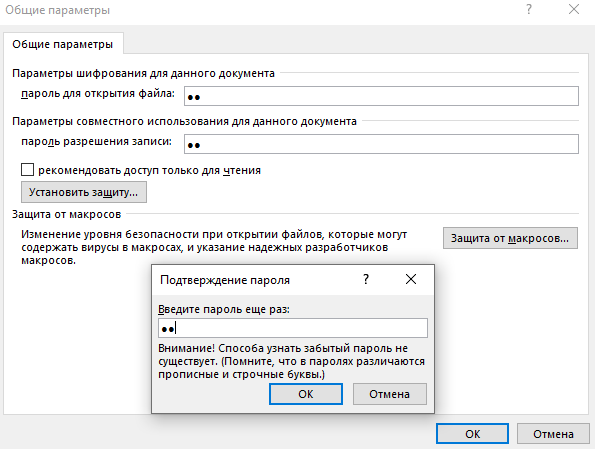 Общие параметры
Общие параметры
Параметры шифрования для данного документа
пароль для открытия файла: ●●
Параметры совместного использования для данного документа
пароль разрешения записи: ●●
рекомендовать доступ только для чтения
Установить защиту...
Защита от макросов
Изменение уровня безопасности при открытии файлов, которые могут
содержать вирусы в макросах, и указание надежных разработчиков
макросов.
Защита от макросов...
Подтверждение пароля
Введите пароль еще раз:
●●
Внимание! Способа узнать забытый пароль не
существует. (Помните, что в паролях различаются
прописные и строчные буквы.)
ОК Отмена
ОК Отмена